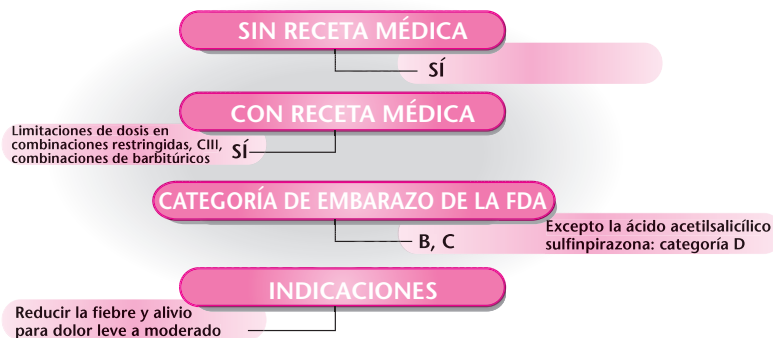 SIN RECETA MÉDICA
SÍ
CON RECETA MÉDICA
Limitaciones de dosis en
combinaciones restringidas, CIII,
combinaciones de barbitúricos
SÍ
CATEGORÍA DE EMBARAZO DE LA FDA
B, C
Excepto la ácido acetilsalicílico
sulfinpirazona: categoría D
INDICACIONES
Reducir la fiebre y alivio
para dolor leve a moderado